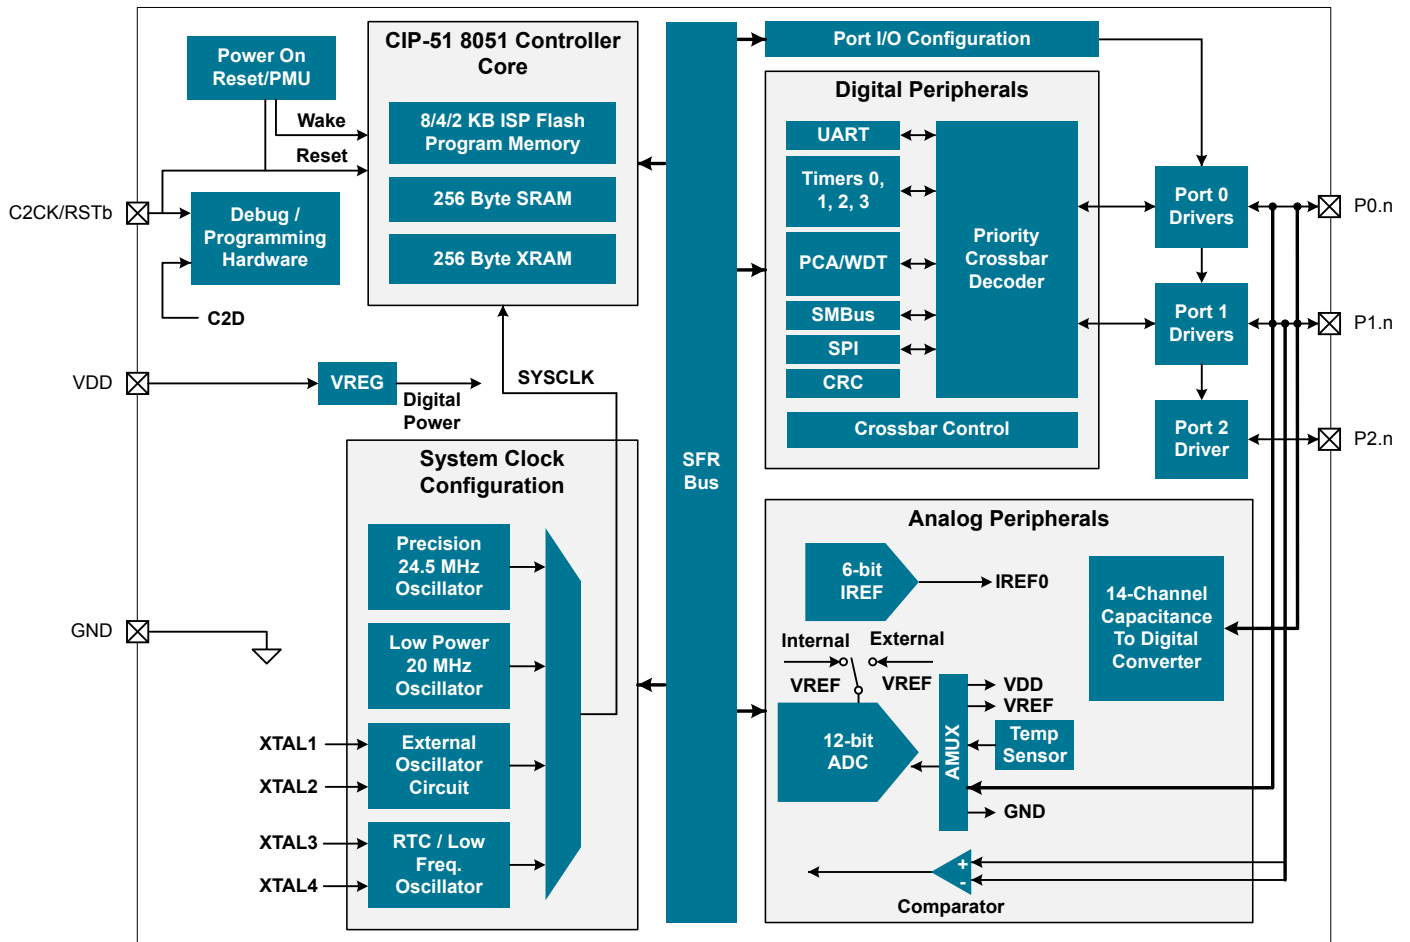 CIP-51 8051 Controller
Core
8/4/2 KB ISP Flash
Program Memory
256 Byte SRAM
256 Byte XRAM
Power On
Reset/PMU
Wake
Reset
C2CK/RSTb
Debug /
Programming
Hardware
C2D
VDD
VREG
Digital
Power
SYSCLK
GND
System Clock
Configuration
Precision
24.5 MHz
Oscillator
Low Power
20 MHz
Oscillator
XTAL1
XTAL2
External
Oscillator
Circuit
XTAL3
XTAL4
RTC / Low
Freq.
Oscillator
SFR
Bus
Port I/O Configuration
Digital Peripherals
UART
Timers 0,
1, 2, 3
PCA/WDT
SMBus
SPI
CRC
Priority
Crossbar
Decoder
Crossbar Control
Port 0
Drivers
Port 1
Drivers
Port 2
Driver
P0.n
P1.n
P2.n
Analog Peripherals
6-bit
IREF
IREF0
14-Channel
Capacitance
To Digital
Converter
Internal
External
VREF
VREF
12-bit
ADC
AMUX
VDD
VREF
Temp
Sensor
GND
+
-
Comparator